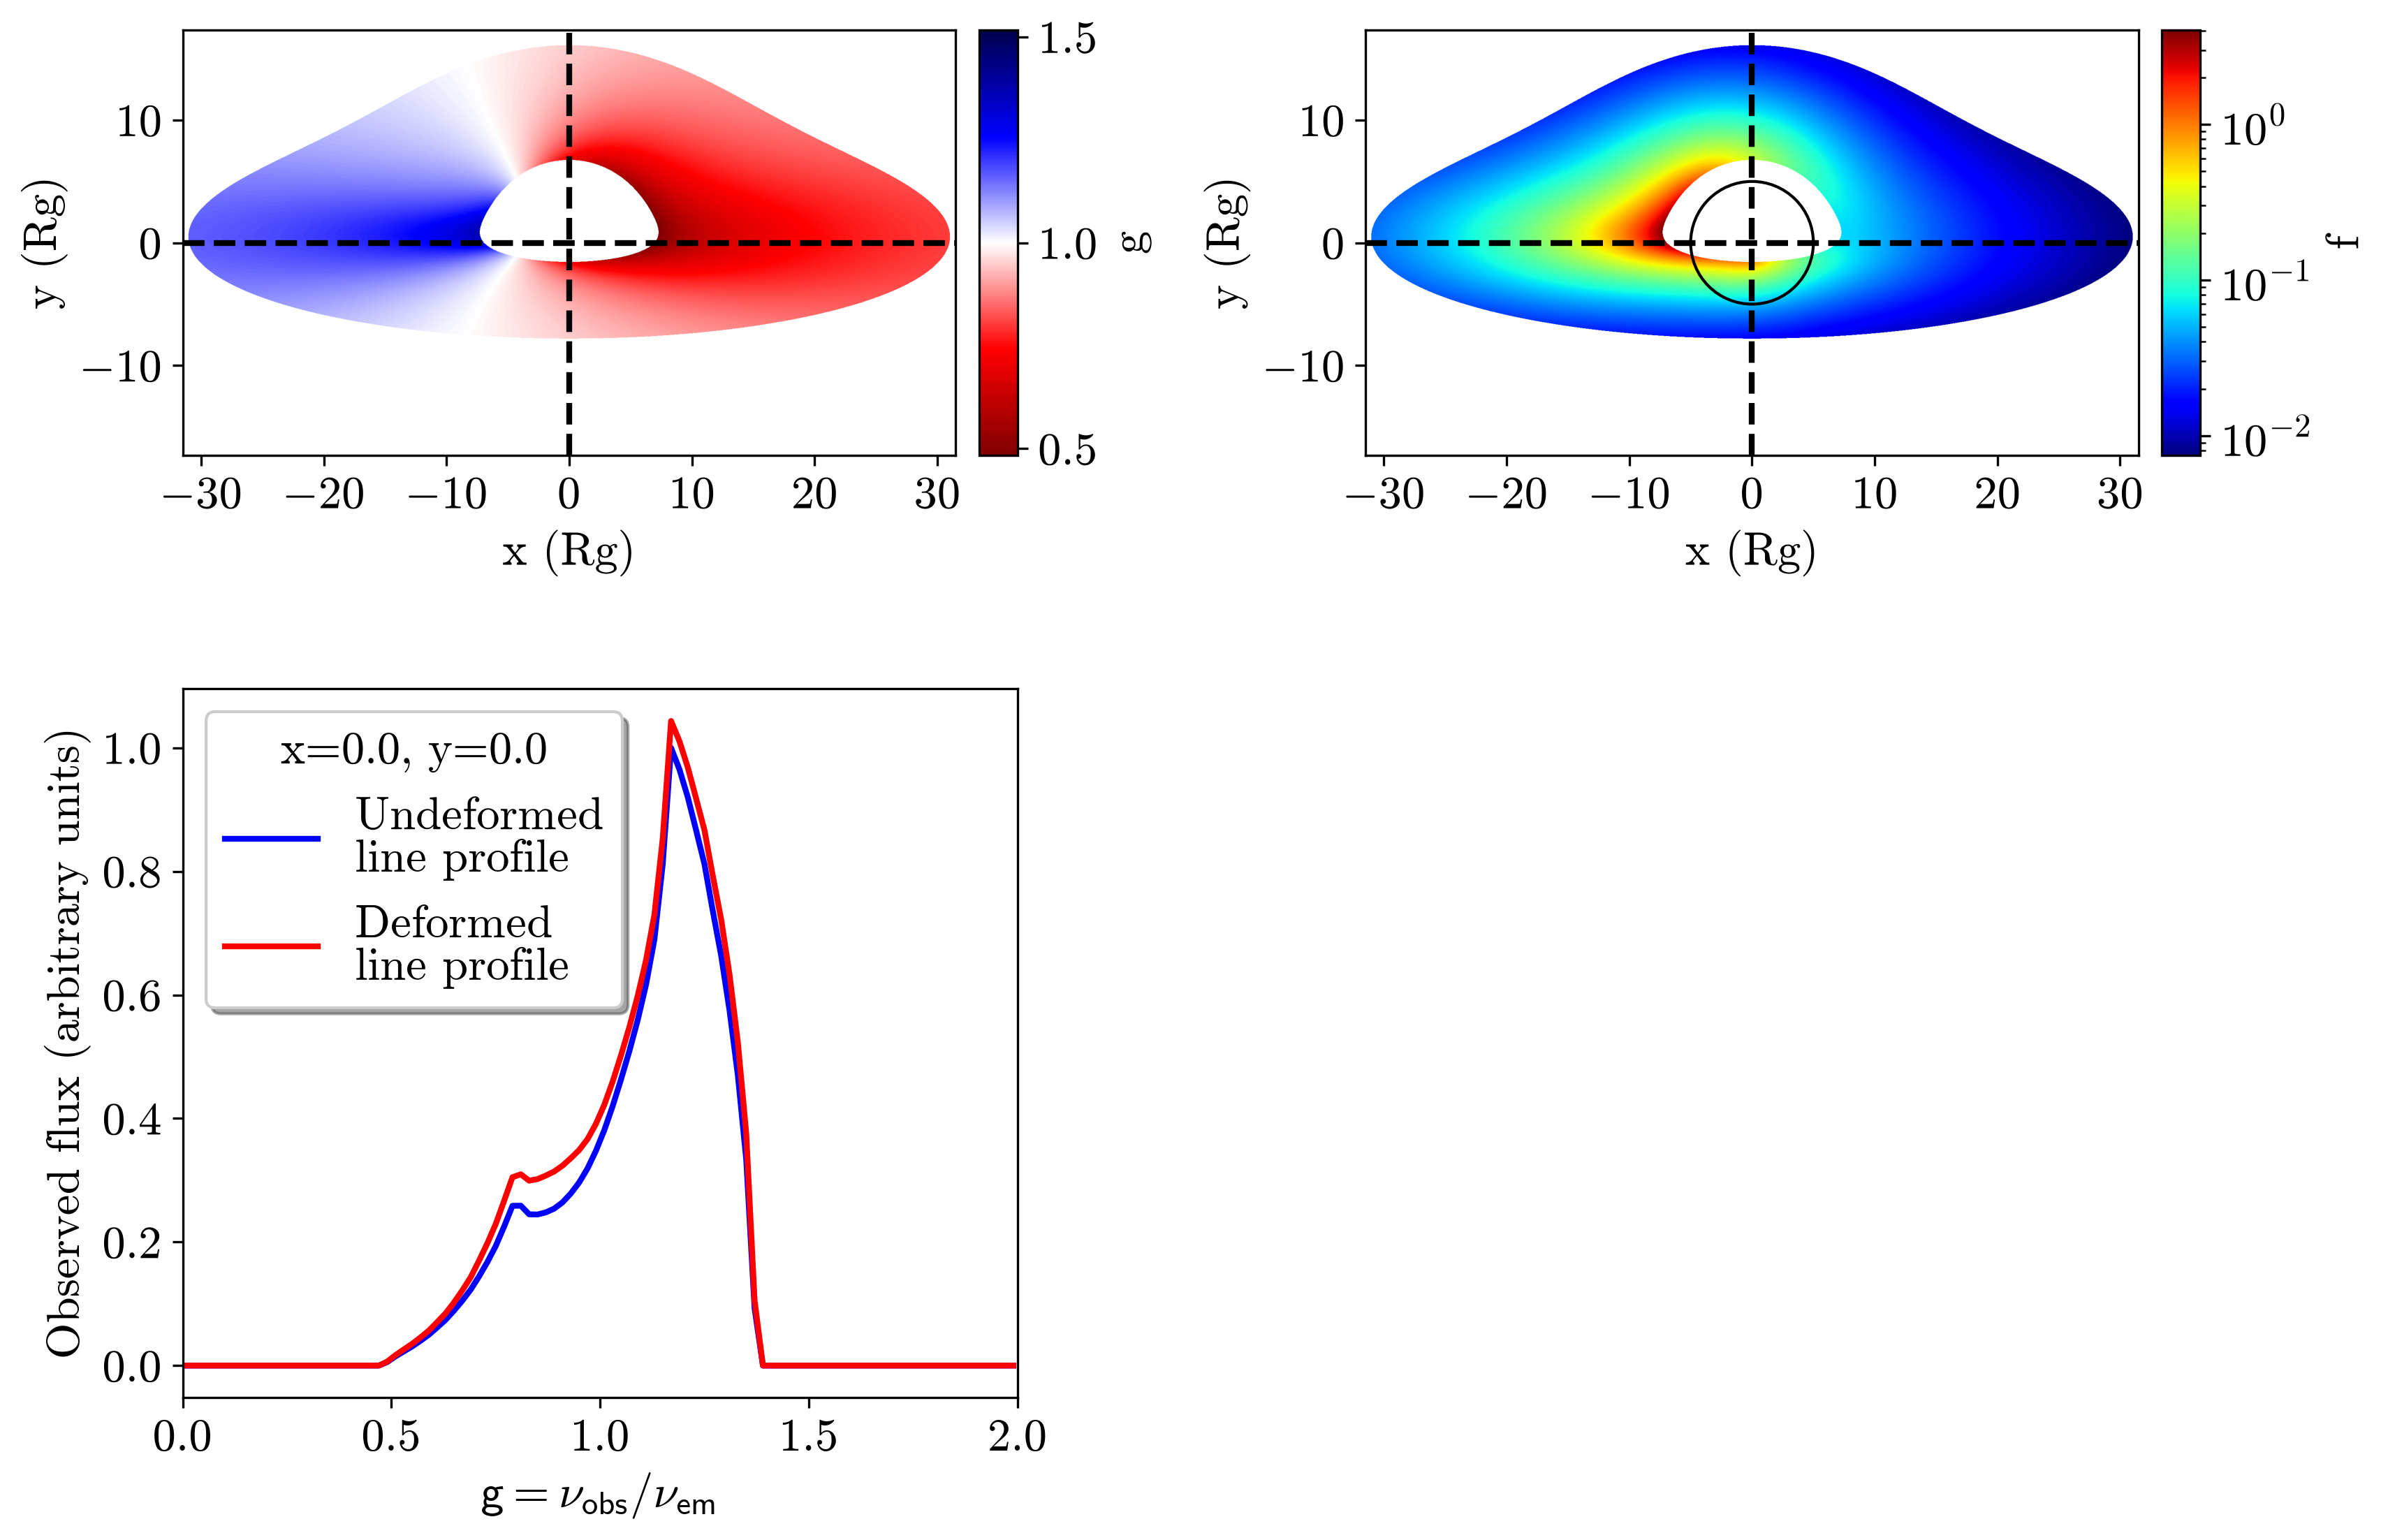 10
0
−10
y (Rg)
−30 −20 −10 0 10 20 30
x (Rg)
1.5
1.0
0.5
g
10
0
−10
y (Rg)
−30 −20 −10 0 10 20 30
x (Rg)
10⁰
10⁻¹
10⁻²
f
Observed flux (arbitrary units)
1.0
0.8
0.6
0.4
0.2
0.0
x=0.0, y=0.0
Undeformed
line profile
Deformed
line profile
0.0 0.5 1.0 1.5 2.0
g = ν_obs/ν_em